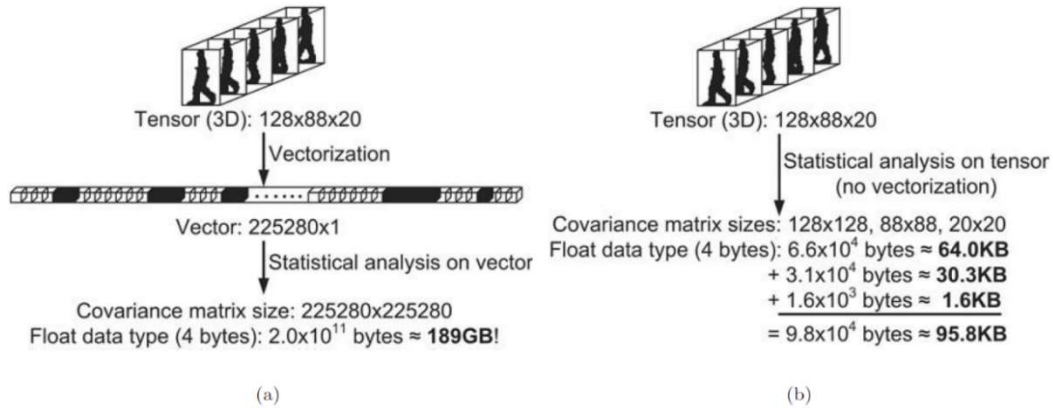 Tensor (3D): 128x88x20
Vectorization
Vector: 225280x1
Statistical analysis on vector
Covariance matrix size: 225280x225280
Float data type (4 bytes): 2.0x10¹¹ bytes ≈ 189GB!
(a)
Tensor (3D): 128x88x20
Statistical analysis on tensor
(no vectorization)
Covariance matrix sizes: 128x128, 88x88, 20x20
Float data type (4 bytes): 6.6x10⁴ bytes ≈ 64.0KB
+ 3.1x10⁴ bytes ≈ 30.3KB
+ 1.6x10³ bytes ≈ 1.6KB
= 9.8x10⁴ bytes ≈ 95.8KB
(b)